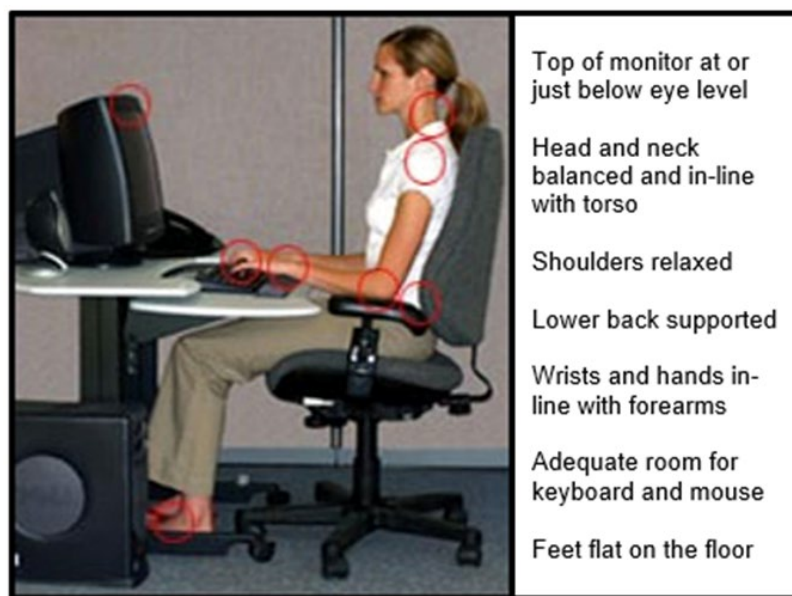 Top of monitor at or
just below eye level
Head and neck
balanced and in-line
with torso
Shoulders relaxed
Lower back supported
Wrists and hands in-
line with forearms
Adequate room for
keyboard and mouse
Feet flat on the floor